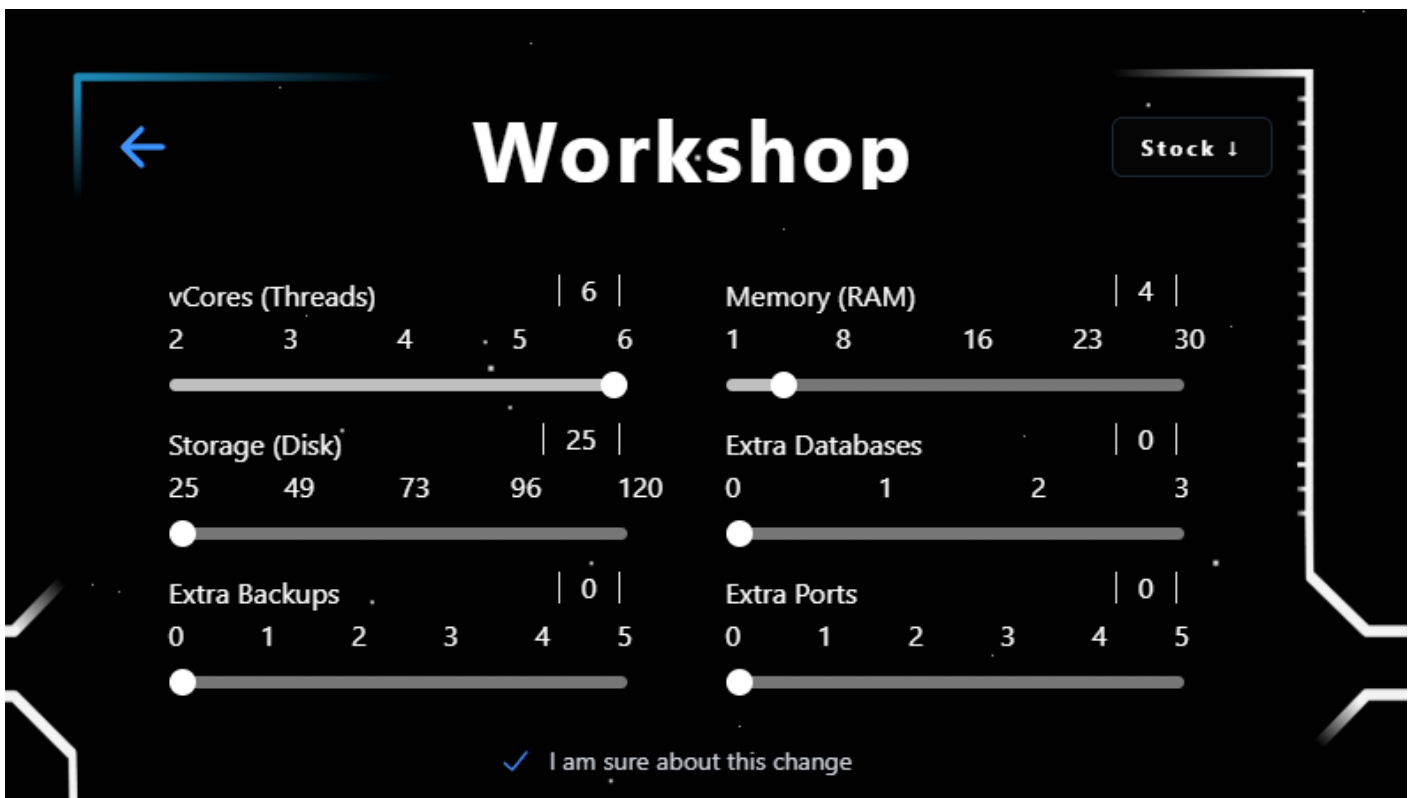 Workshop
Stock ↓
vCores (Threads) | 6 |
2 3 4 5 6
Memory (RAM) | 4 |
1 8 16 23 30
Storage (Disk) | 25 |
25 49 73 96 120
Extra Databases | 0 |
0 1 2 3
Extra Backups | 0 |
0 1 2 3 4 5
Extra Ports | 0 |
0 1 2 3 4 5
I am sure about this change